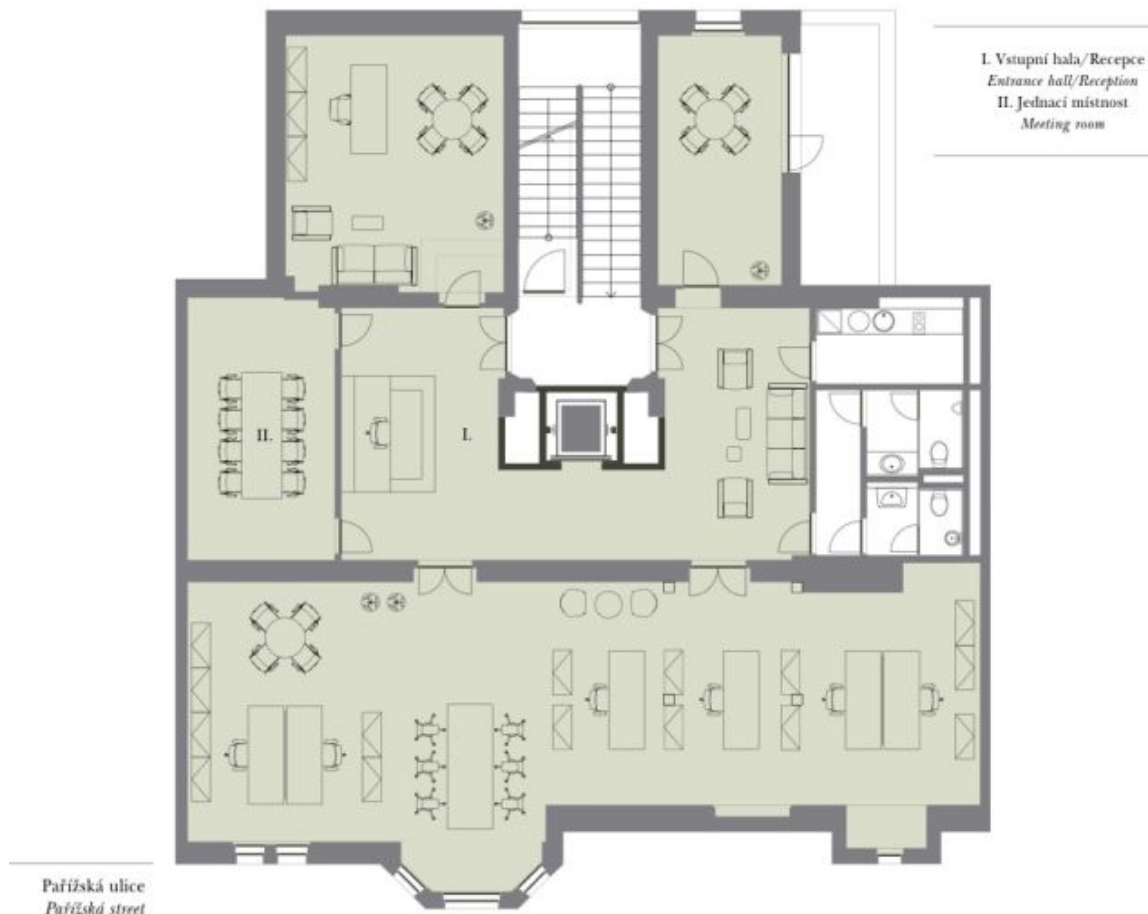 I. Vstupní hala/Recepce
Entrance hall/Reception
II. Jednací místnost
Meeting room
II.
I.
Pařížská ulice
Pařížská street